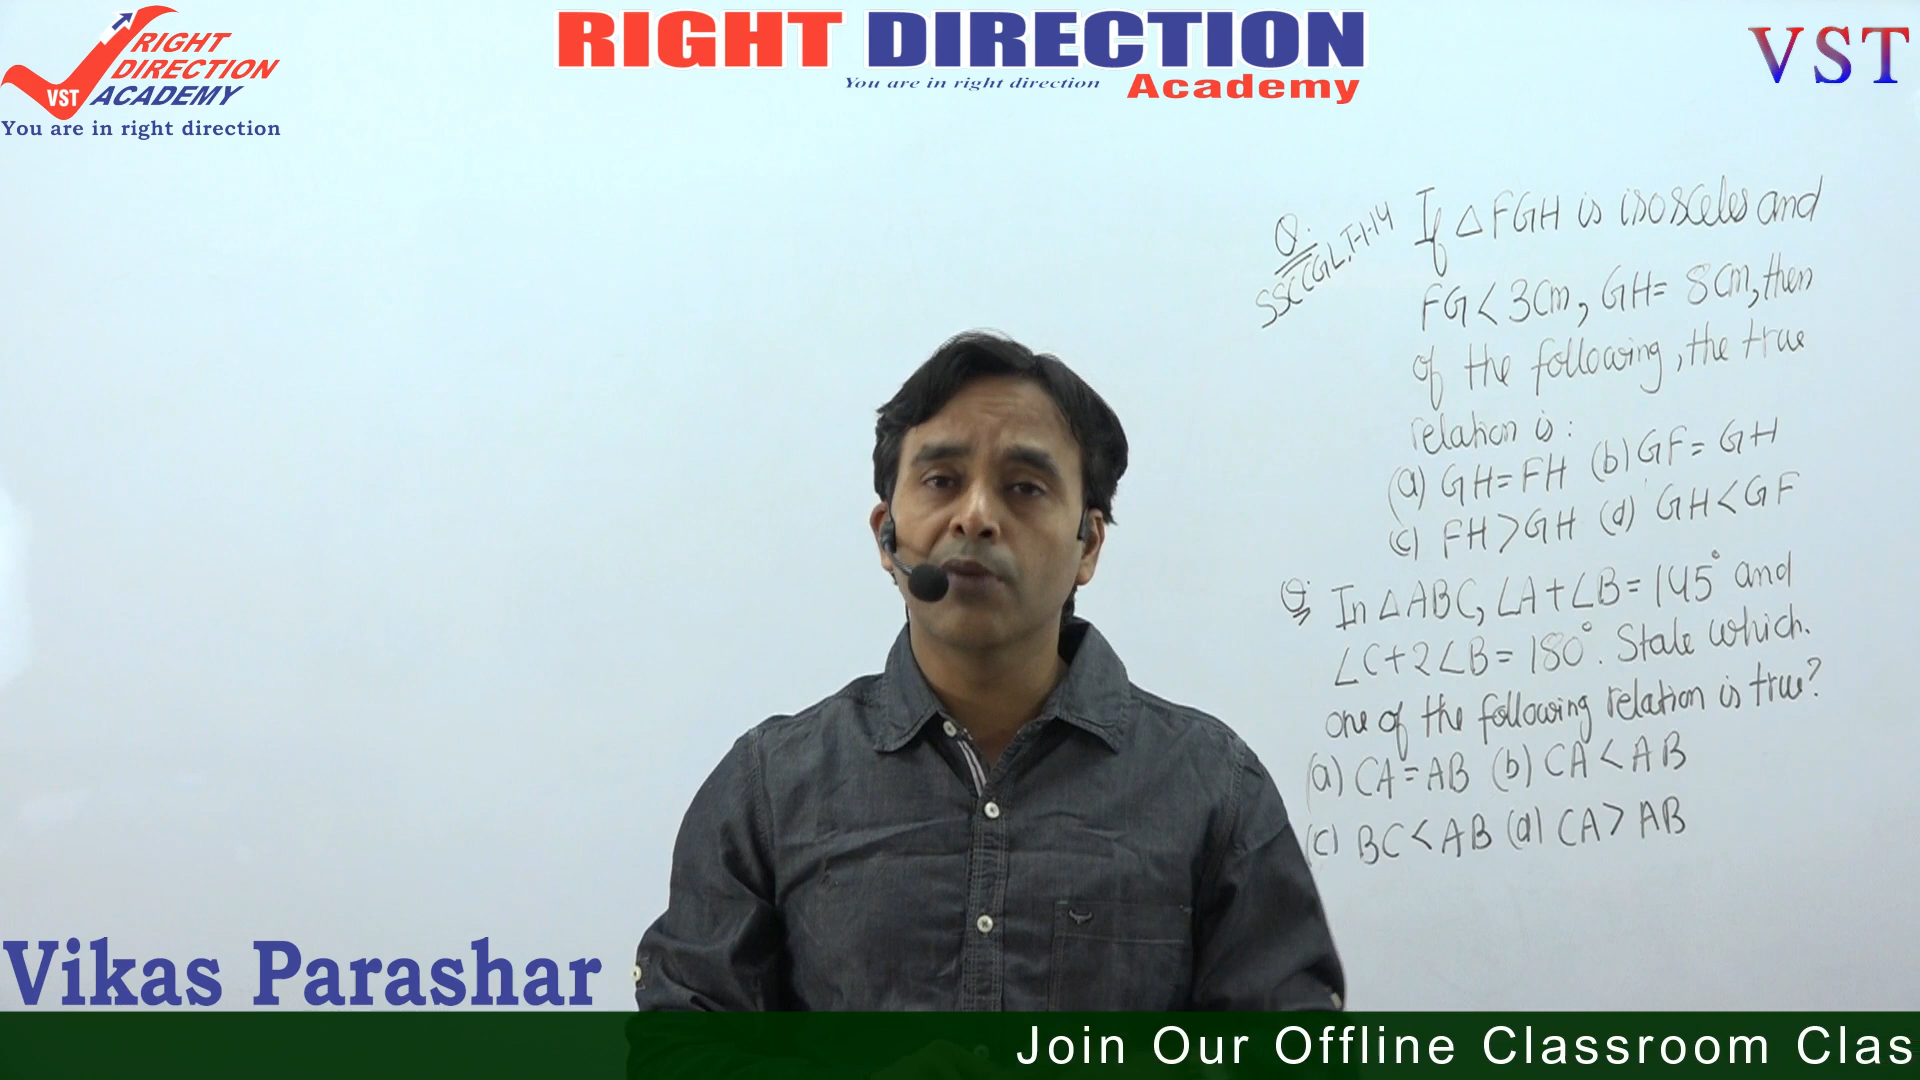 RIGHT
DIRECTION
VST ACADEMY
You are in right direction
RIGHT DIRECTION
You are in right direction Academy
VST
Q.
SSC CGL, T-1-14
If △FGH is isosceles and
FG < 3cm, GH = 8cm, then
of the following, the true
relation is:
(a) GH = FH (b) GF = GH
(c) FH > GH (d) GH < GF
Q. In △ABC, ∠A+∠B = 145° and
∠C+2∠B = 180°. State which
one of the following relation is true?
(a) CA = AB (b) CA < AB
(c) BC < AB (d) CA > AB
Vikas Parashar
Join Our Offline Classroom Clas